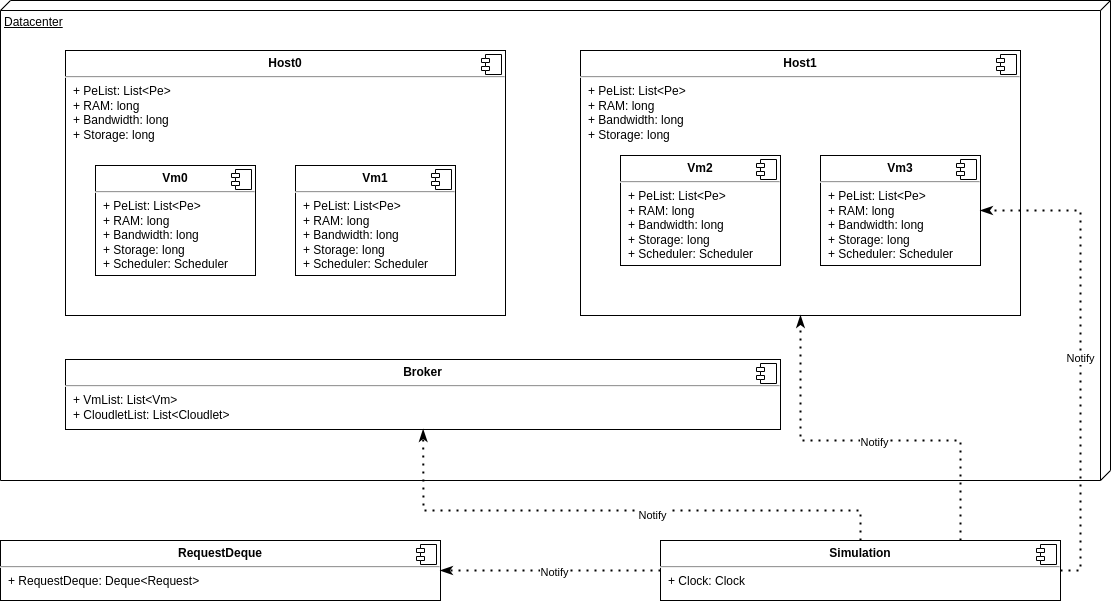 Datacenter
Host0
+ PeList: List<Pe>
+ RAM: long
+ Bandwidth: long
+ Storage: long
Vm0
+ PeList: List<Pe>
+ RAM: long
+ Bandwidth: long
+ Storage: long
+ Scheduler: Scheduler
Vm1
+ PeList: List<Pe>
+ RAM: long
+ Bandwidth: long
+ Storage: long
+ Scheduler: Scheduler
Host1
+ PeList: List<Pe>
+ RAM: long
+ Bandwidth: long
+ Storage: long
Vm2
+ PeList: List<Pe>
+ RAM: long
+ Bandwidth: long
+ Storage: long
+ Scheduler: Scheduler
Vm3
+ PeList: List<Pe>
+ RAM: long
+ Bandwidth: long
+ Storage: long
+ Scheduler: Scheduler
Notify
Broker
+ VmList: List<Vm>
+ CloudletList: List<Cloudlet>
Notify
Notify
RequestDeque
+ RequestDeque: Deque<Request>
Notify
Simulation
+ Clock: Clock